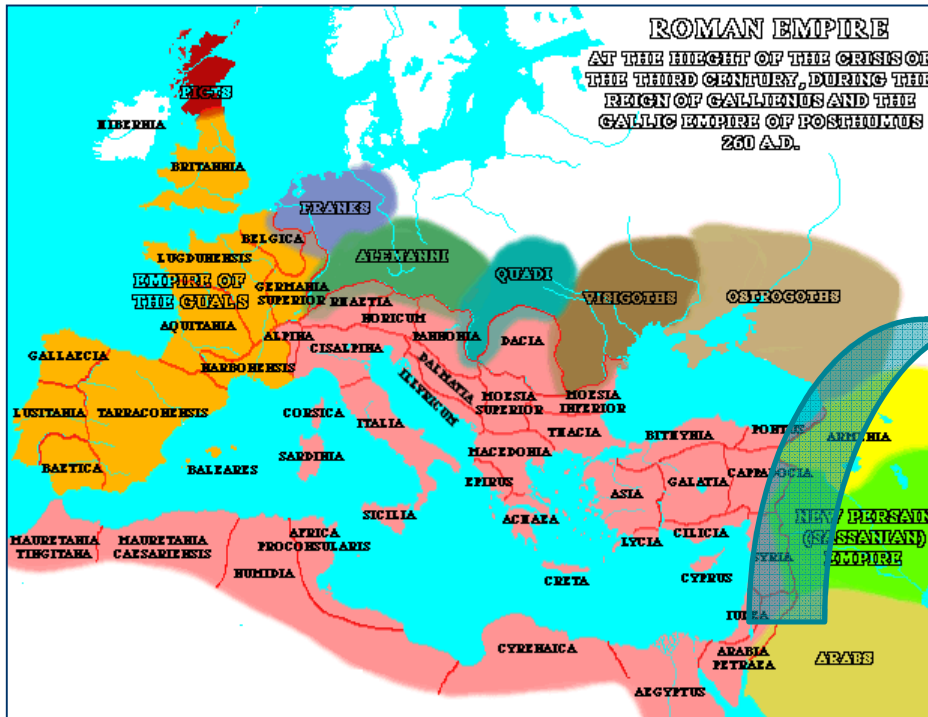 ROMAN EMPIRE
AT THE HIEGHT OF THE CRISIS OF
THE THIRD CENTURY, DURING THE
REIGN OF GALLIENUS AND THE
GALLIC EMPIRE OF POSTHUMUS
260 A.D.
PICTS
HIBERNIA
BRITANNIA
FRANKS
BELGICA
LUGDUNENSIS
ALEMANNI
QUADI
EMPIRE OF
THE GUALS
GERMANIA
SUPERIOR
RHAETIA
VISIGOTHS
OSTROGOTHS
NORICUM
AQUITANIA
ALPINA
PANNONIA
DACIA
CISALPINA
GALLAECIA
NARBONENSIS
DALMATIA
ILLYRICUM
MOESIA
SUPERIOR
MOESIA
INFERIOR
LUSITANIA
TARRACONENSIS
CORSICA
ITALIA
THACIA
BITHYNIA
PONTUS
ARMENIA
BAETICA
BALEARES
SARDINIA
MACEDONIA
EPIRUS
ASIA
GALATIA
CAPPADOCIA
SICILIA
ACHAEA
LYCIA
CILICIA
NEW PERSAIN
(SASSANIAN)
EMPIRE
MAURETANIA
TINGITANA
MAURETANIA
CAESARIENSIS
AFRICA
PROCONSULARIS
NUMIDIA
CRETA
CYPRUS
SYRIA
IUDEA
CYRENAICA
ARABIA
PETRAEA
ARABS
AEGYPTUS